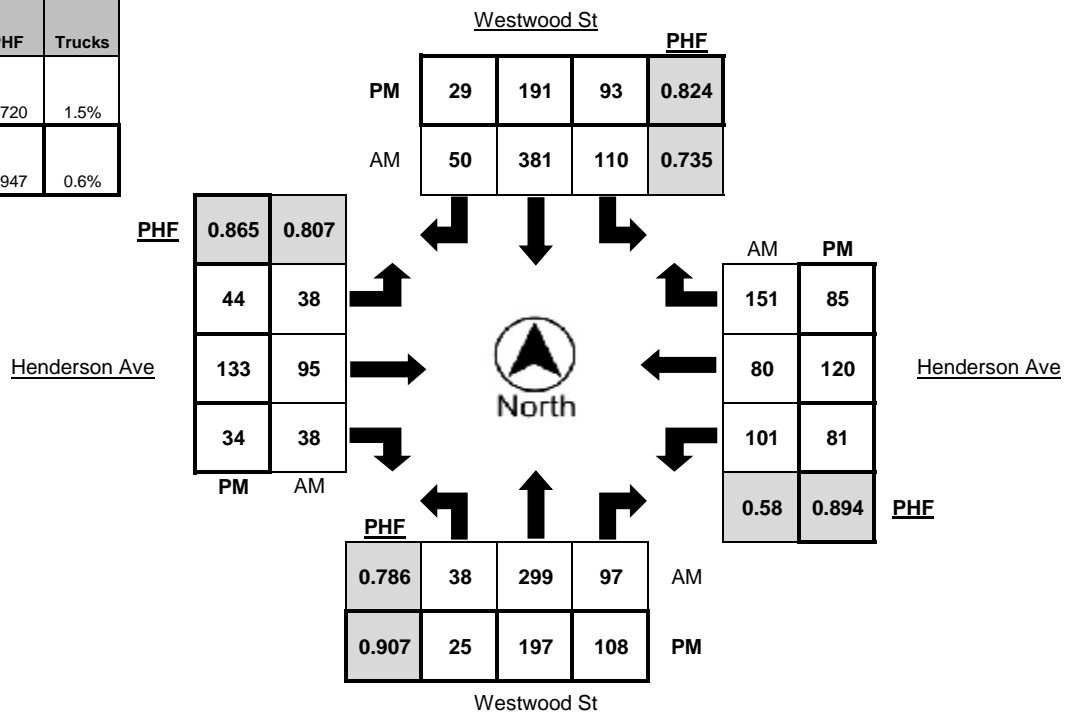 Trucks
1.5%
0.6%
Westwood St
PHF
PM 29 191 93 0.824
AM 50 381 110 0.735
PHF 0.865 0.807
44 38
133 95
34 38
PM AM
Henderson Ave
North
AM PM
151 85
80 120
101 81
0.58 0.894 PHF
Henderson Ave
PHF
0.786 38 299 97 AM
0.907 25 197 108 PM
Westwood St